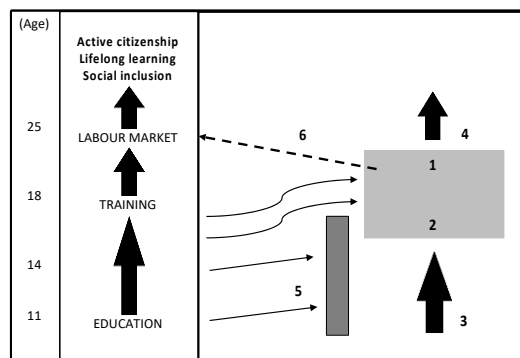 (Age)
Active citizenship
Lifelong learning
Social inclusion
25
LABOUR MARKET
6
4
1
18
TRAINING
2
14
5
11
EDUCATION
3